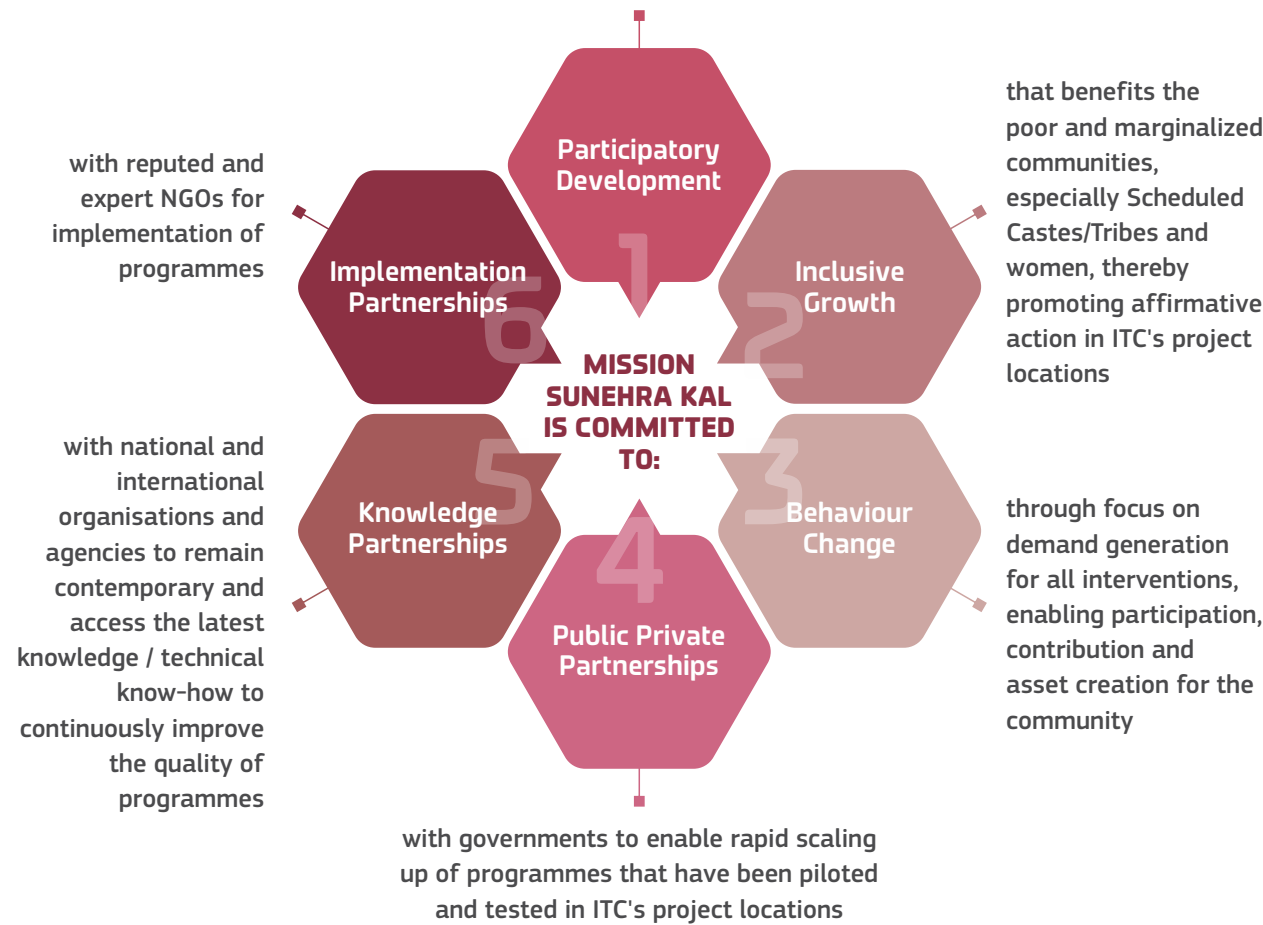 MISSION
SUNEHRA KAL
IS COMMITTED
TO:
1
Participatory
Development
2
Inclusive
Growth
that benefits the
poor and marginalized
communities,
especially Scheduled
Castes/Tribes and
women, thereby
promoting affirmative
action in ITC's project
locations
3
Behaviour
Change
through focus on
demand generation
for all interventions,
enabling participation,
contribution and
asset creation for the
community
4
Public Private
Partnerships
with governments to enable rapid scaling
up of programmes that have been piloted
and tested in ITC's project locations
5
Knowledge
Partnerships
with national and
international
organisations and
agencies to remain
contemporary and
access the latest
knowledge / technical
know-how to
continuously improve
the quality of
programmes
6
Implementation
Partnerships
with reputed and
expert NGOs for
implementation of
programmes